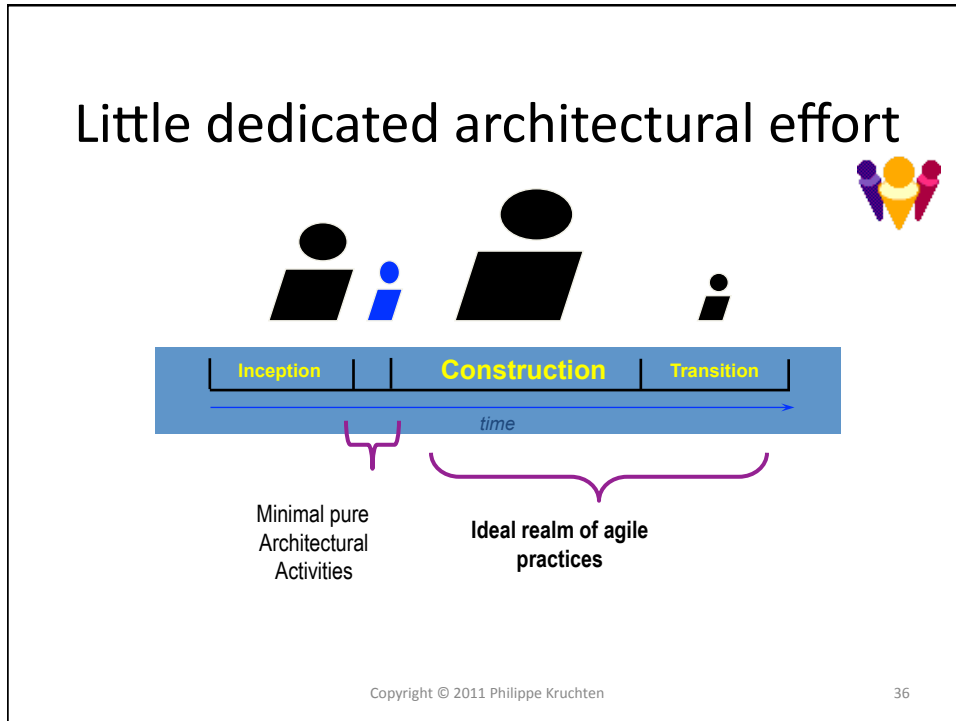 Little dedicated architectural effort
Inception
Construction
Transition
time
Minimal pure
Architectural
Activities
Ideal realm of agile
practices
Copyright © 2011 Philippe Kruchten
36